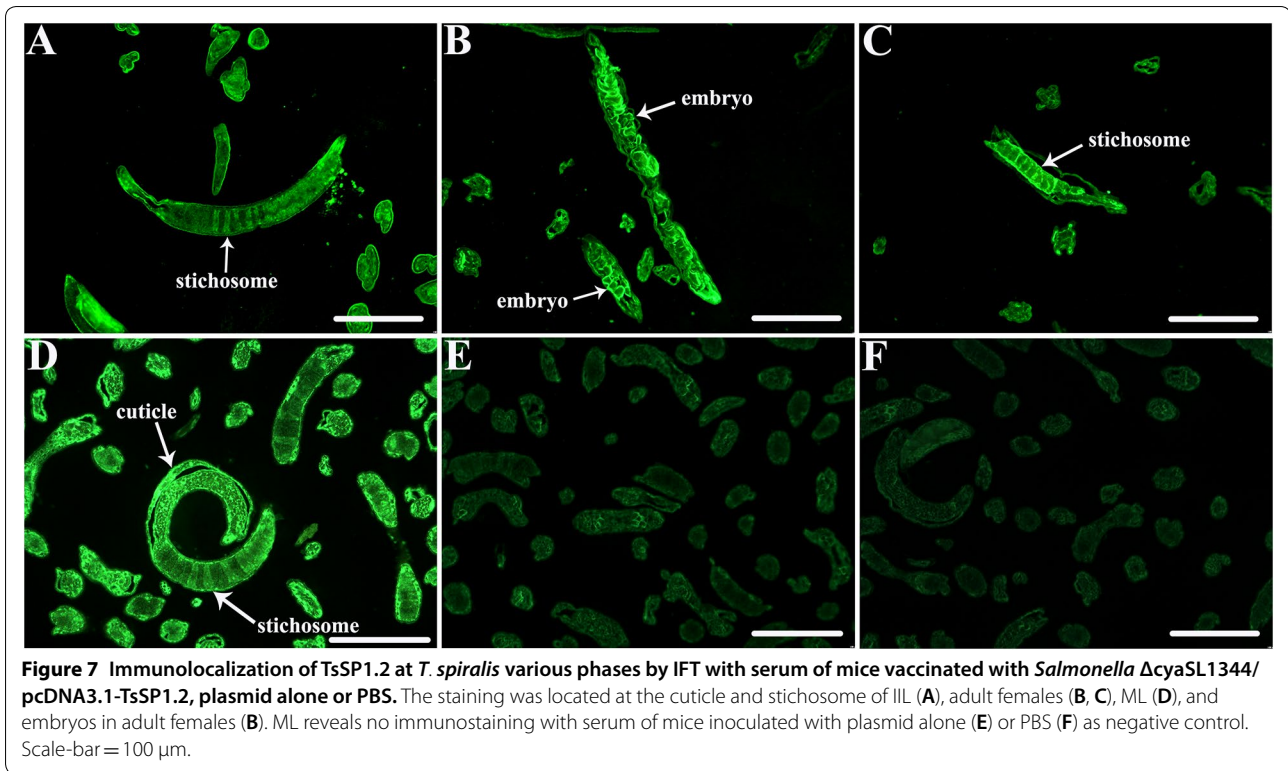 A
stichosome
B
embryo
embryo
C
stichosome
D
cuticle
stichosome
E
F
Figure 7 Immunolocalization of TsSP1.2 at T. spiralis various phases by IFT with serum of mice vaccinated with Salmonella ΔcyaSL1344/
pcDNA3.1-TsSP1.2, plasmid alone or PBS. The staining was located at the cuticle and stichosome of IIL (A), adult females (B, C), ML (D), and
embryos in adult females (B). ML reveals no immunostaining with serum of mice inoculated with plasmid alone (E) or PBS (F) as negative control.
Scale-bar = 100 μm.